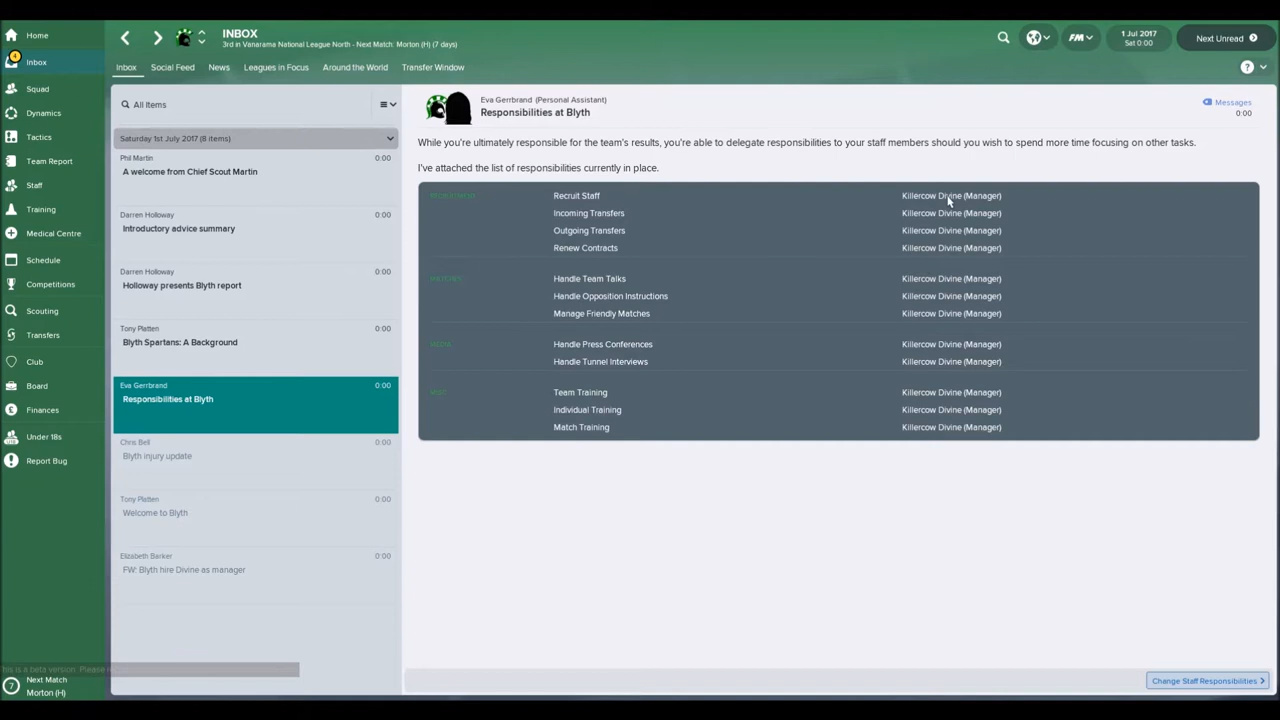 Home
Inbox
4
Squad
Dynamics
Tactics
Team Report
Staff
Training
Medical Centre
Schedule
Competitions
Scouting
Transfers
Club
Board
Finances
Under 18s
Report Bug
This is a beta version. Please re
7
Next Match
Morton (H)
INBOX
3rd in Vanarama National League North - Next Match: Morton (H) (7 days)
FM
1 Jul 2017
Sat 0:00
Next Unread
Inbox
Social Feed
News
Leagues in Focus
Around the World
Transfer Window
?
All Items
Saturday 1st July 2017 (8 items)
Phil Martin 0:00
A welcome from Chief Scout Martin
Darren Holloway 0:00
Introductory advice summary
Darren Holloway 0:00
Holloway presents Blyth report
Tony Platten 0:00
Blyth Spartans: A Background
Eva Gerrbrand 0:00
Responsibilities at Blyth
Chris Bell 0:00
Blyth injury update
Tony Platten 0:00
Welcome to Blyth
Elizabeth Barker 0:00
FW: Blyth hire Divine as manager
Eva Gerrbrand (Personal Assistant)
Responsibilities at Blyth
Messages
0:00
While you're ultimately responsible for the team's results, you're able to delegate responsibilities to your staff members should you wish to spend more time focusing on other tasks.
I've attached the list of responsibilities currently in place.
RECRUITMENT Recruit Staff Killercow Divine (Manager)
Incoming Transfers Killercow Divine (Manager)
Outgoing Transfers Killercow Divine (Manager)
Renew Contracts Killercow Divine (Manager)
Handle Team Talks Killercow Divine (Manager)
Handle Opposition Instructions Killercow Divine (Manager)
Manage Friendly Matches Killercow Divine (Manager)
MEDIA Handle Press Conferences Killercow Divine (Manager)
Handle Tunnel Interviews Killercow Divine (Manager)
Team Training Killercow Divine (Manager)
Individual Training Killercow Divine (Manager)
Match Training Killercow Divine (Manager)
Change Staff Responsibilities